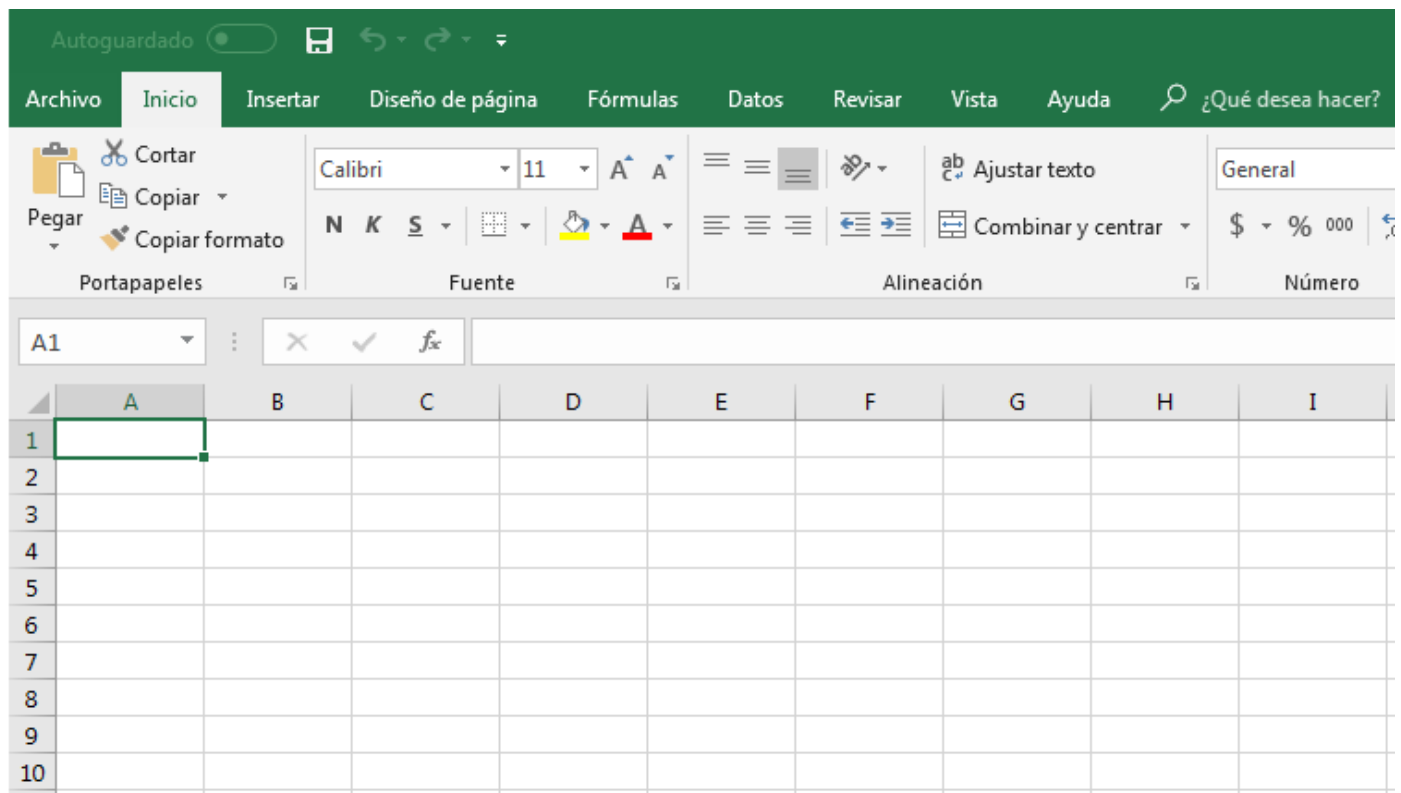 Autoguardado
Archivo Inicio Insertar Diseño de página Fórmulas Datos Revisar Vista Ayuda ¿Qué desea hacer?
Cortar
Copiar
Pegar
Copiar formato
Portapapeles
Calibri 11 A A
N K S A
Fuente
ab Ajustar texto
Combinar y centrar
Alineación
General
$ % 000
Número
A1 fx
A B C D E F G H I
1
2
3
4
5
6
7
8
9
10